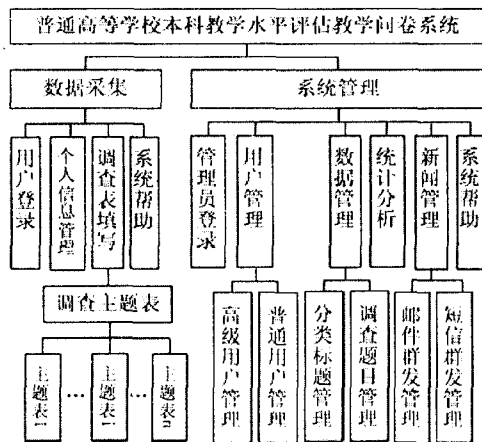 普通高等学校本科教学水平评估教学问卷系统
数据采集
系统管理
用户登录
个人信息管理
调查表填写
系统帮助
管理员登录
用户管理
数据管理
统计分析
新闻管理
系统帮助
调查主题表
高级用户管理
普通用户管理
分类标题管理
调查题目管理
邮件群发管理
短信群发管理
主题表1
…
主题表i
…
主题表n